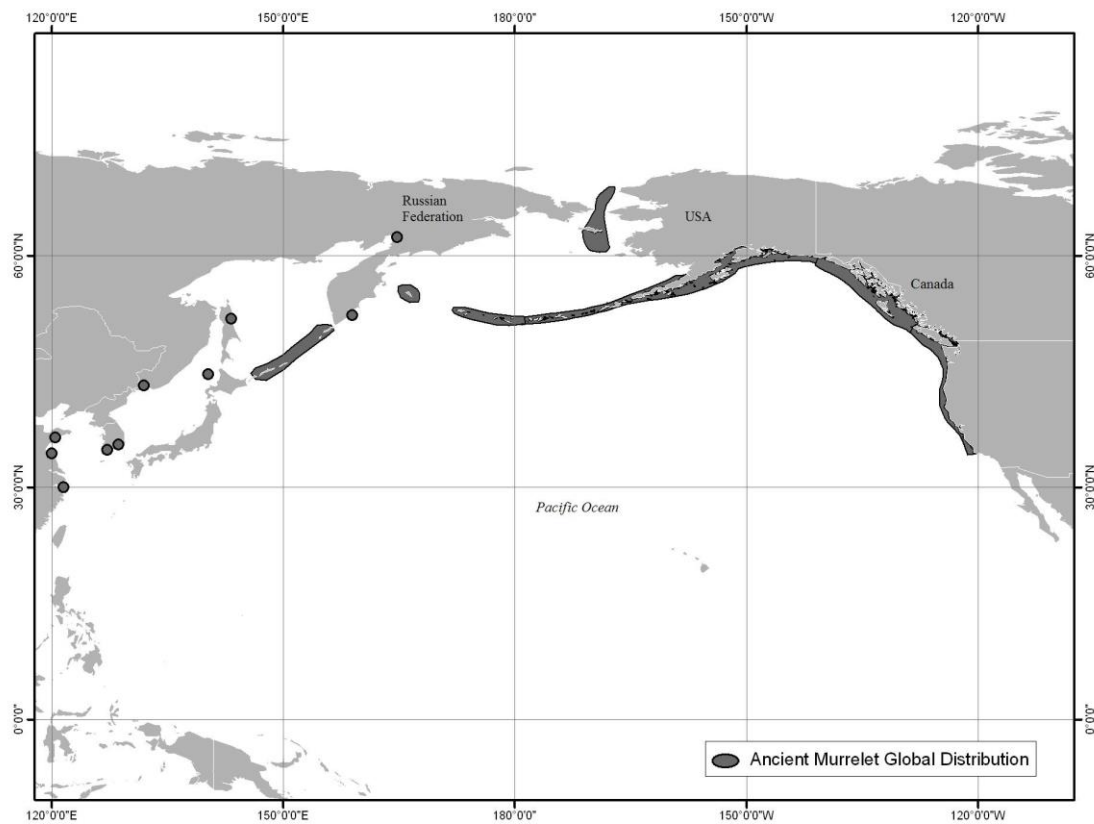 120°0'0"E 150°0'0"E 180°0'0" 150°0'0"W 120°0'0"W
Russian
Federation
USA
60°0'0"N 60°0'0"N
Canada
30°0'0"N 30°0'0"N
Pacific Ocean
0°0'0" 0°0'0"
Ancient Murrelet Global Distribution
120°0'0"E 150°0'0"E 180°0'0" 150°0'0"W 120°0'0"W